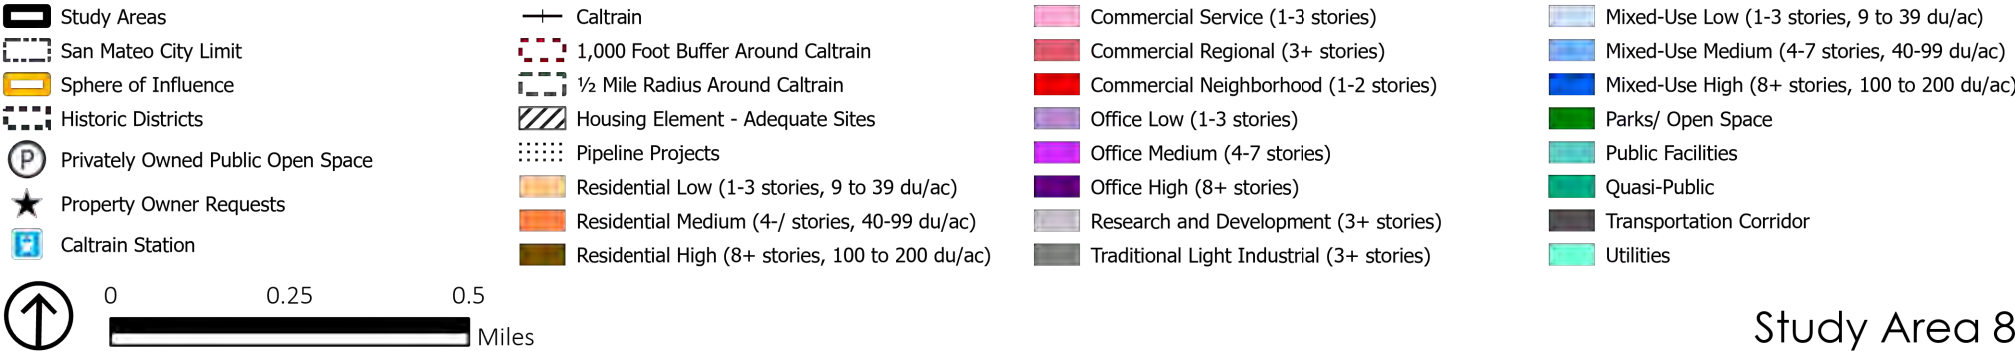 Study Areas
San Mateo City Limit
Sphere of Influence
Historic Districts
P
Privately Owned Public Open Space
Property Owner Requests
Caltrain Station
Caltrain
1,000 Foot Buffer Around Caltrain
½ Mile Radius Around Caltrain
Housing Element - Adequate Sites
Pipeline Projects
Residential Low (1-3 stories, 9 to 39 du/ac)
Residential Medium (4-/ stories, 40-99 du/ac)
Residential High (8+ stories, 100 to 200 du/ac)
Commercial Service (1-3 stories)
Commercial Regional (3+ stories)
Commercial Neighborhood (1-2 stories)
Office Low (1-3 stories)
Office Medium (4-7 stories)
Office High (8+ stories)
Research and Development (3+ stories)
Traditional Light Industrial (3+ stories)
Mixed-Use Low (1-3 stories, 9 to 39 du/ac)
Mixed-Use Medium (4-7 stories, 40-99 du/ac)
Mixed-Use High (8+ stories, 100 to 200 du/ac)
Parks/ Open Space
Public Facilities
Quasi-Public
Transportation Corridor
Utilities
0 0.25 0.5
Miles
Study Area 8